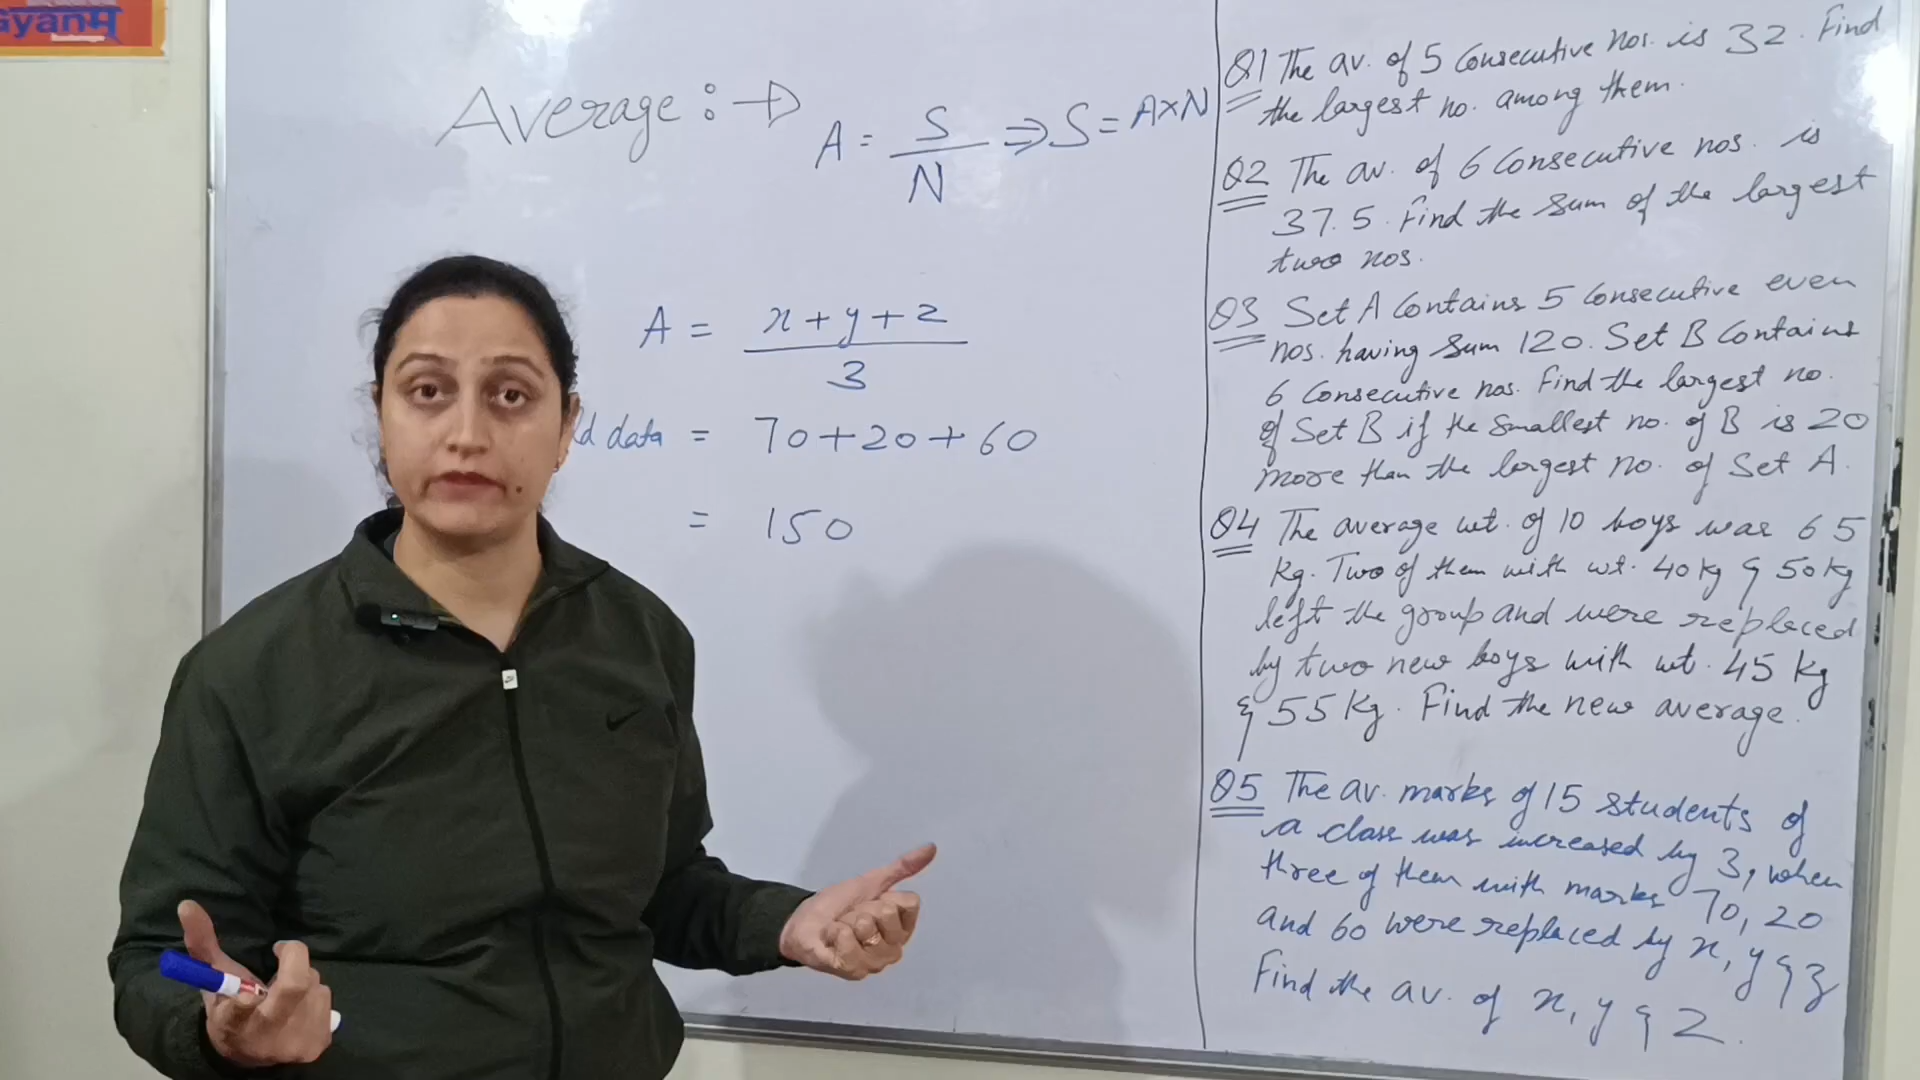 Gyanम
Average :→ A = S/N ⇒ S = A×N
A = x+y+z/3
ld data = 70+20+60
= 150
Q1 The av. of 5 Consecutive nos. is 32. Find
the largest no. among them.
Q2 The av. of 6 Consecutive nos. is
37.5. Find the Sum of the largest
two nos.
Q3 Set A Contains 5 Consecutive even
nos. having Sum 120. Set B Contains
6 Consecutive nos. Find the largest no.
of Set B if the Smallest no. of B is 20
more than the largest no. of Set A.
Q4 The average wt. of 10 boys was 65
kg. Two of them with wt. 40 kg & 50 kg
left the group and were replaced
by two new boys with wt. 45 kg
& 55 Kg. Find the new average.
Q5 The av. marks of 15 students of
a class was increased by 3, when
three of them with marks 70, 20
and 60 were replaced by x, y & z
Find the av. of x, y & z.